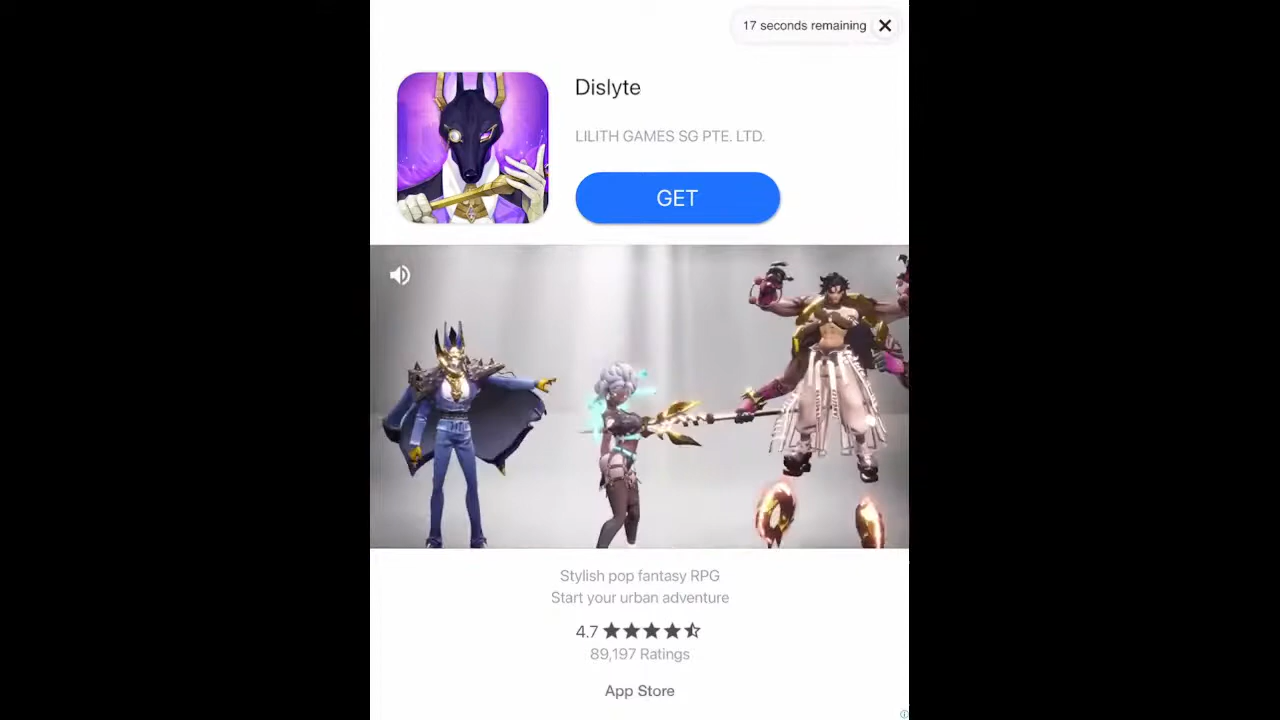 17 seconds remaining
Dislyte
LILITH GAMES SG PTE. LTD.
GET
Stylish pop fantasy RPG
Start your urban adventure
4.7
89,197 Ratings
App Store